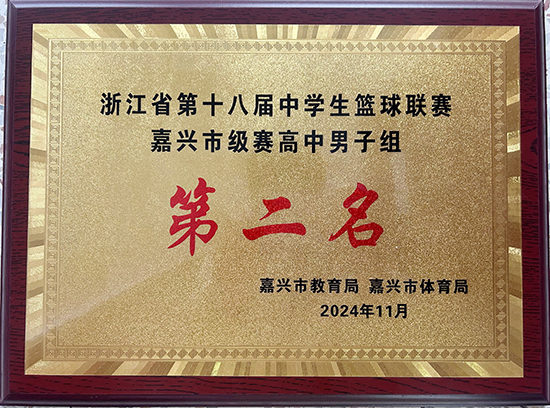 浙江省第十八届中学生篮球联赛
嘉兴市级赛高中男子组
第二名
嘉兴市教育局 嘉兴市体育局
2024年11月